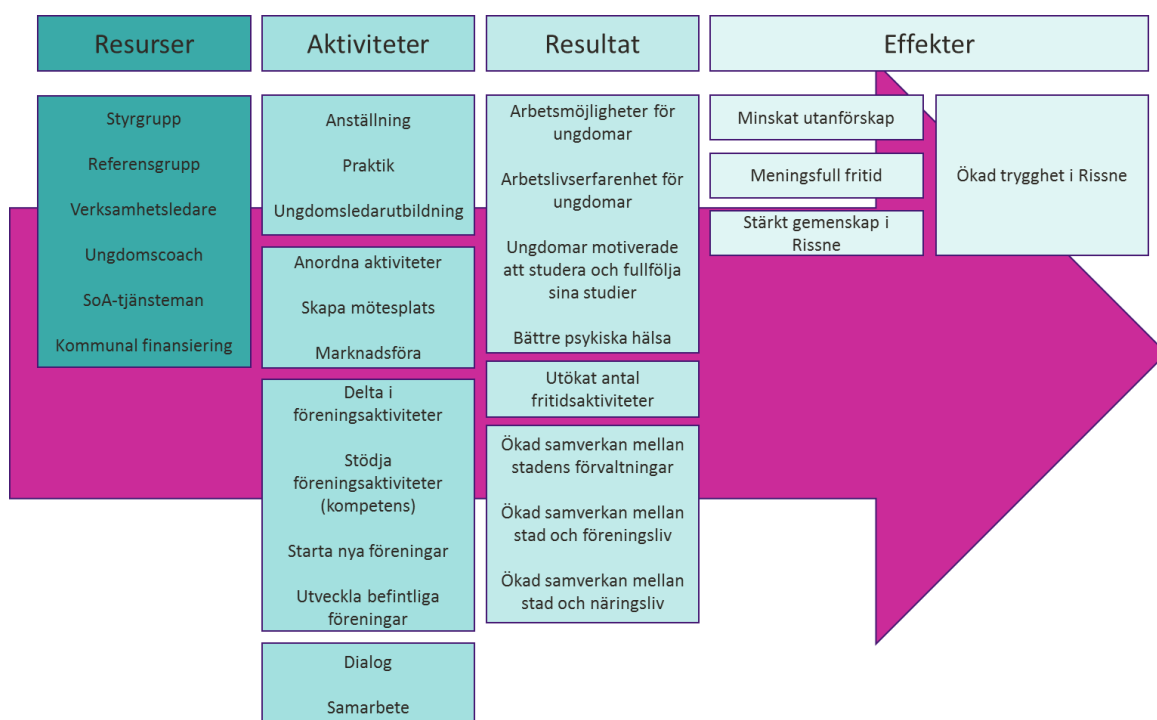 Resurser
Aktiviteter
Resultat
Effekter
Styrgrupp
Referensgrupp
Verksamhetsledare
Ungdomscoach
SoA-tjänsteman
Kommunal finansiering
Anställning
Praktik
Ungdomsledarutbildning
Anordna aktiviteter
Skapa mötesplats
Marknadsföra
Delta i
föreningsaktiviteter
Stödja
föreningsaktiviteter
(kompetens)
Starta nya föreningar
Utveckla befintliga
föreningar
Dialog
Samarbete
Arbetsmöjligheter för
ungdomar
Arbetslivserfarenhet för
ungdomar
Ungdomar motiverade
att studera och fullfölja
sina studier
Bättre psykiska hälsa
Utökat antal
fritidsaktiviteter
Ökad samverkan mellan
stadens förvaltningar
Ökad samverkan mellan
stad och föreningsliv
Ökad samverkan mellan
stad och näringsliv
Minskat utanförskap
Meningsfull fritid
Stärkt gemenskap i
Rissne
Ökad trygghet i Rissne